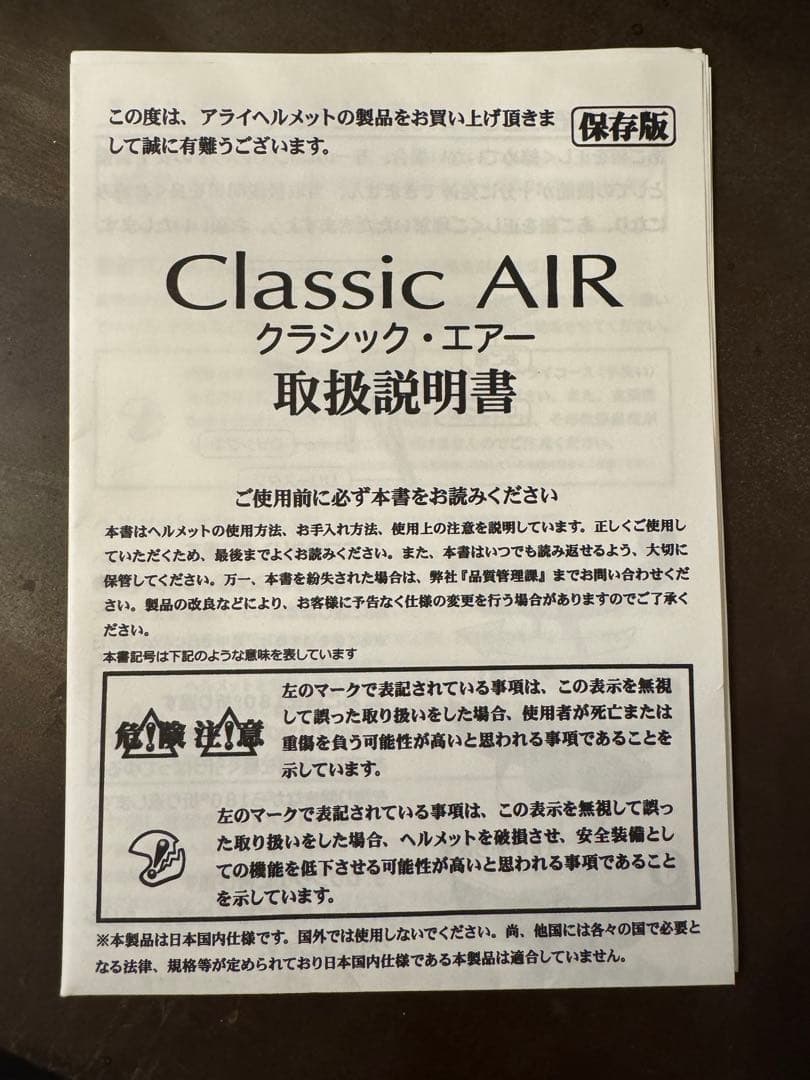 この度は、アライヘルメットの製品をお買い上げ頂きま
して誠に有難うございます。
保存版
Classic AIR
クラシック・エアー
取扱説明書
ご使用前に必ず本書をお読みください
本書はヘルメットの使用方法、お手入れ方法、使用上の注意を説明しています。正しくご使用し
ていただくため、最後までよくお読みください。また、本書はいつでも読み返せるよう、大切に
保管してください。万一、本書を紛失された場合は、弊社『品質管理課』までお問い合わせくだ
さい。製品の改良などにより、お客様に予告なく仕様の変更を行う場合がありますのでご了承く
ださい。
本書記号は下記のような意味を表しています
危!険 注!意
左のマークで表記されている事項は、この表示を無視
して誤った取り扱いをした場合、使用者が死亡または
重傷を負う可能性が高いと思われる事項であることを
示しています。
左のマークで表記されている事項は、この表示を無視して誤っ
た取り扱いをした場合、ヘルメットを破損させ、安全装備とし
ての機能を低下させる可能性が高いと思われる事項であること
を示しています。
※本製品は日本国内仕様です。国外では使用しないでください。尚、他国には各々の国で必要と
なる法律、規格等が定められており日本国内仕様である本製品は適合していません。